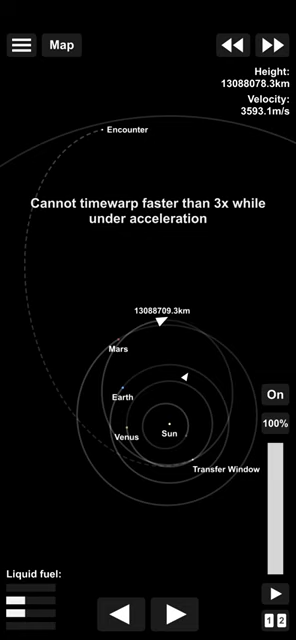 Map
Height:
13088078.3km
Velocity:
3593.1m/s
Encounter
Cannot timewarp faster than 3x while
under acceleration
13088709.3km
Mars
Earth
On
100%
Venus
Sun
Transfer Window
Liquid fuel:
1 2